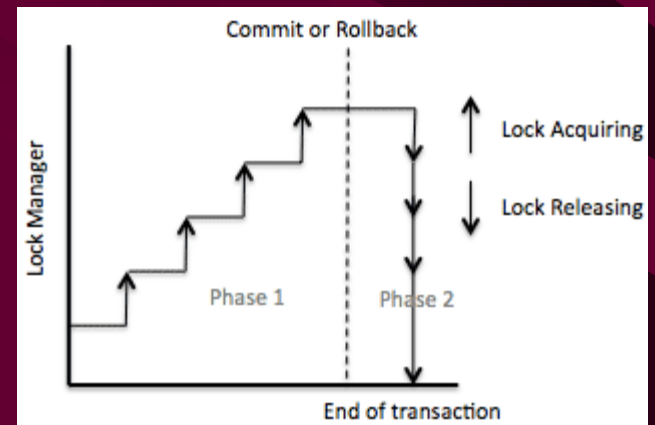 Commit or Rollback
Lock Manager
Lock Acquiring
Lock Releasing
Phase 1
Phase 2
End of transaction